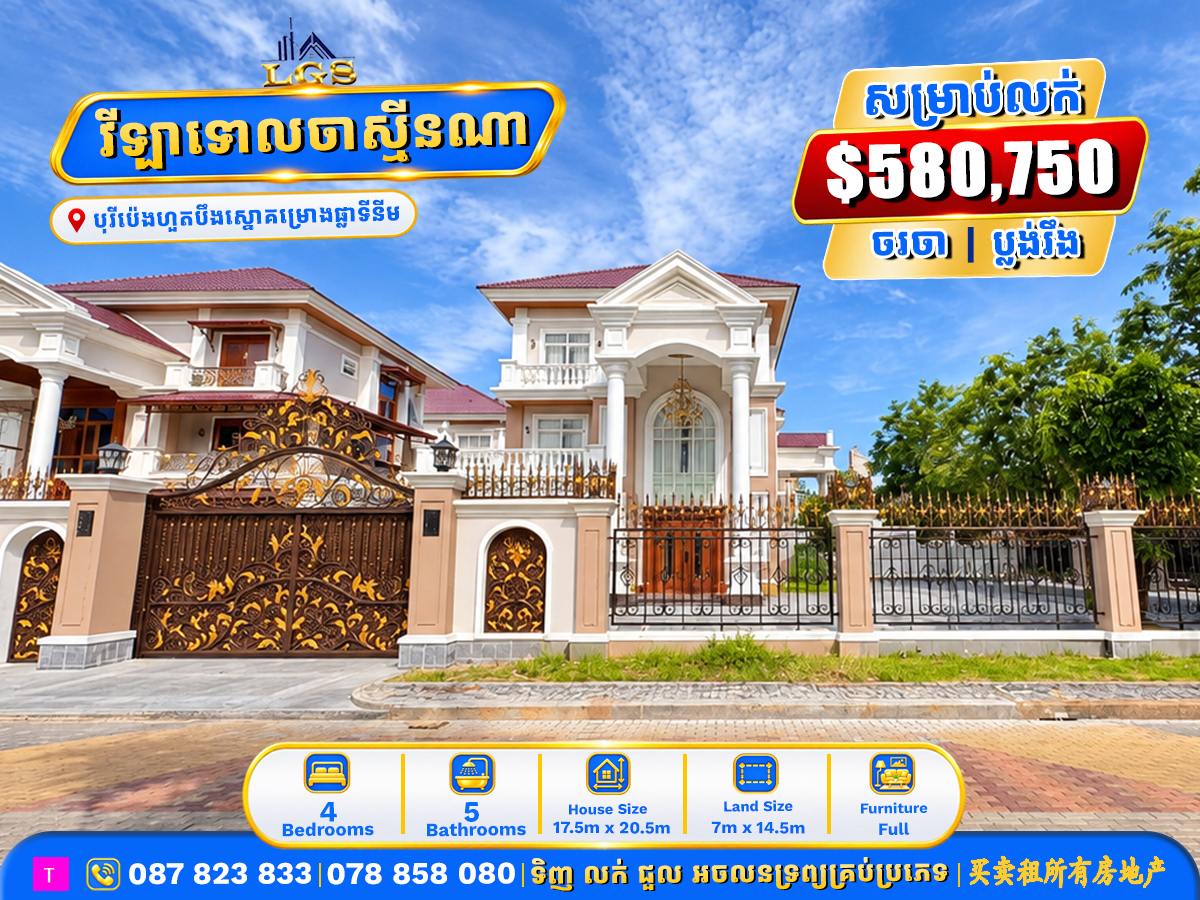 LGS
វីឡាទោលចាស្មីនណា
បុរីប៉េងហួតបឹងស្នោគម្រោងផ្លាទីនីម
សម្រាប់លក់
$580,750
ចរចា | ប្លង់រឹង
4
Bedrooms
5
Bathrooms
House Size
17.5m x 20.5m
Land Size
7m x 14.5m
Furniture
Full
T 087 823 833 | 078 858 080 | ទិញ លក់ ជួល អចលនទ្រព្យគ្រប់ប្រភេទ | 买卖租所有房地产